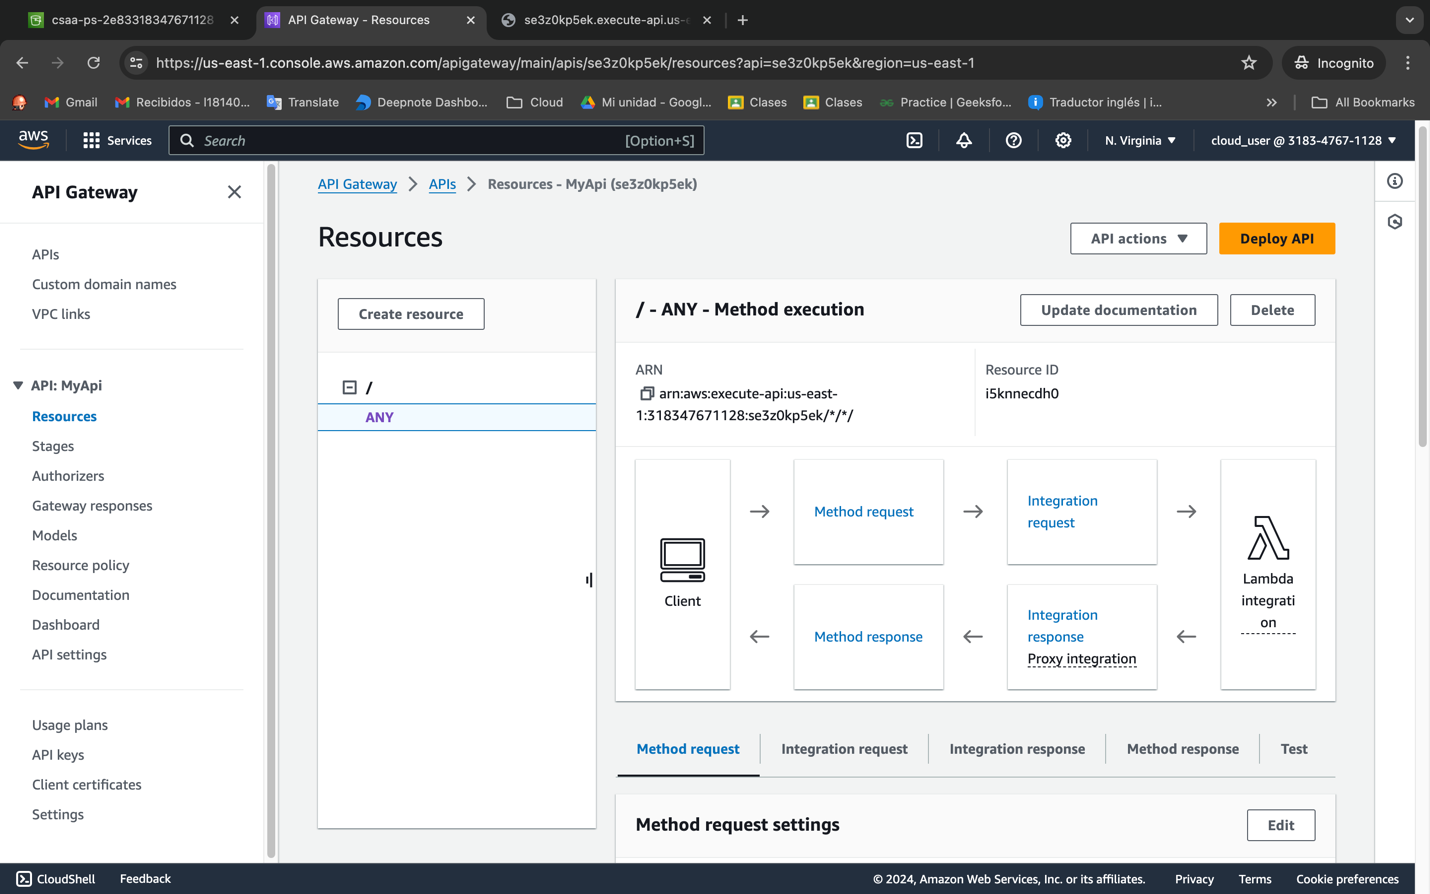 csaa-ps-2e83318347671128
API Gateway - Resources
se3z0kp5ek.execute-api.us-e
https://us-east-1.console.aws.amazon.com/apigateway/main/apis/se3z0kp5ek/resources?api=se3z0kp5ek&region=us-east-1
Incognito
Gmail
Recibidos - I18140...
Translate
Deepnote Dashbo...
Cloud
Mi unidad - Googl...
Clases
Clases
Practice | Geeksfo...
Traductor inglés | i...
All Bookmarks
aws
Services
Search
[Option+S]
N. Virginia
cloud_user @ 3183-4767-1128
API Gateway
APIs
Custom domain names
VPC links
API: MyApi
Resources
Stages
Authorizers
Gateway responses
Models
Resource policy
Documentation
Dashboard
API settings
Usage plans
API keys
Client certificates
Settings
API Gateway > APIs > Resources - MyApi (se3z0kp5ek)
Resources
API actions
Deploy API
Create resource
/
ANY
/ - ANY - Method execution
Update documentation
Delete
ARN
arn:aws:execute-api:us-east-
1:318347671128:se3z0kp5ek/*/*/
Resource ID
i5knnecdh0
Client
Method request
Integration
request
Lambda
integrati
on
Method response
Integration
response
Proxy integration
Method request
Integration request
Integration response
Method response
Test
Method request settings
Edit
CloudShell
Feedback
© 2024, Amazon Web Services, Inc. or its affiliates.
Privacy
Terms
Cookie preferences